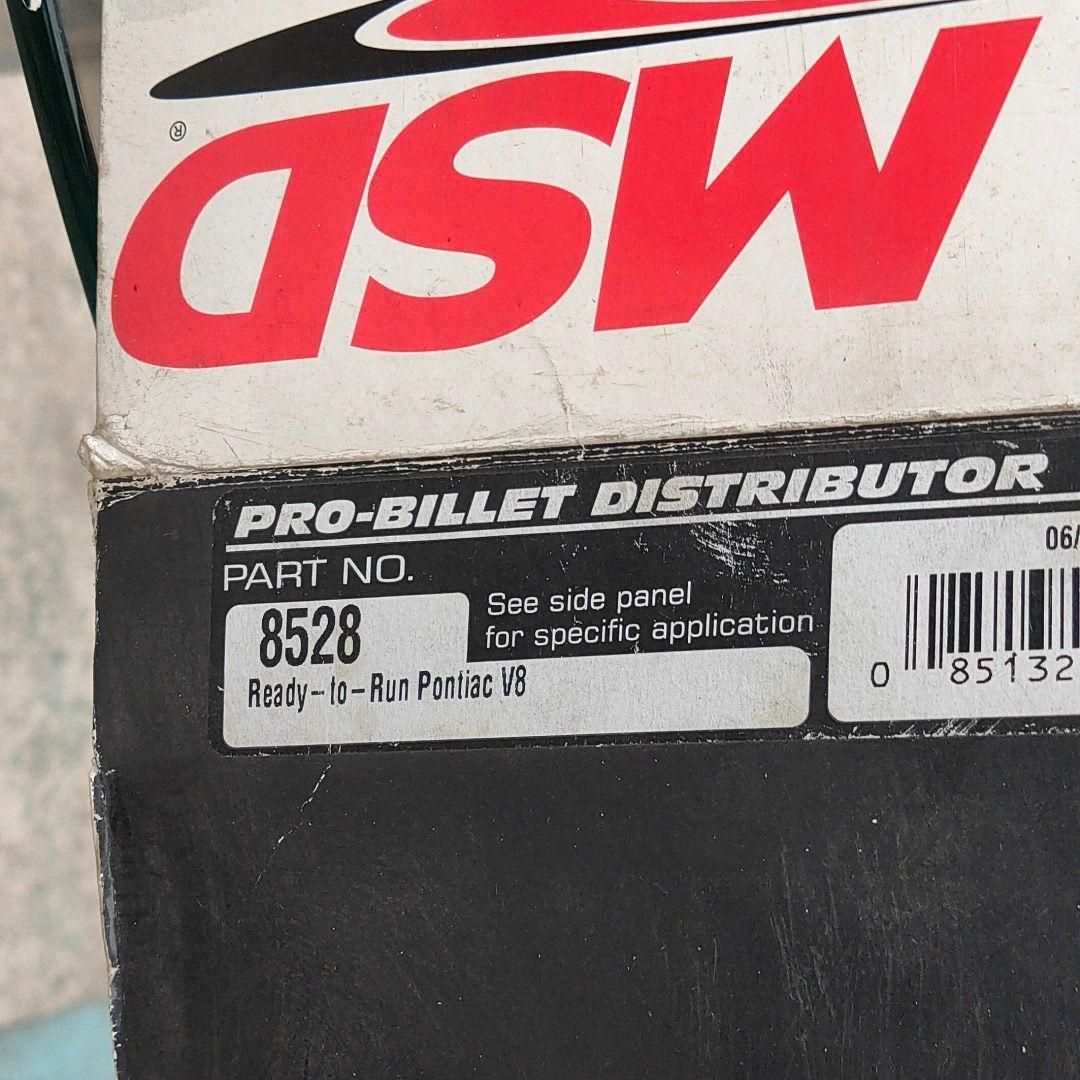 MSD®
PRO-BILLET DISTRIBUTOR
PART NO.
8528
See side panel
for specific application
Ready-to-Run Pontiac V8
06/
0 85132